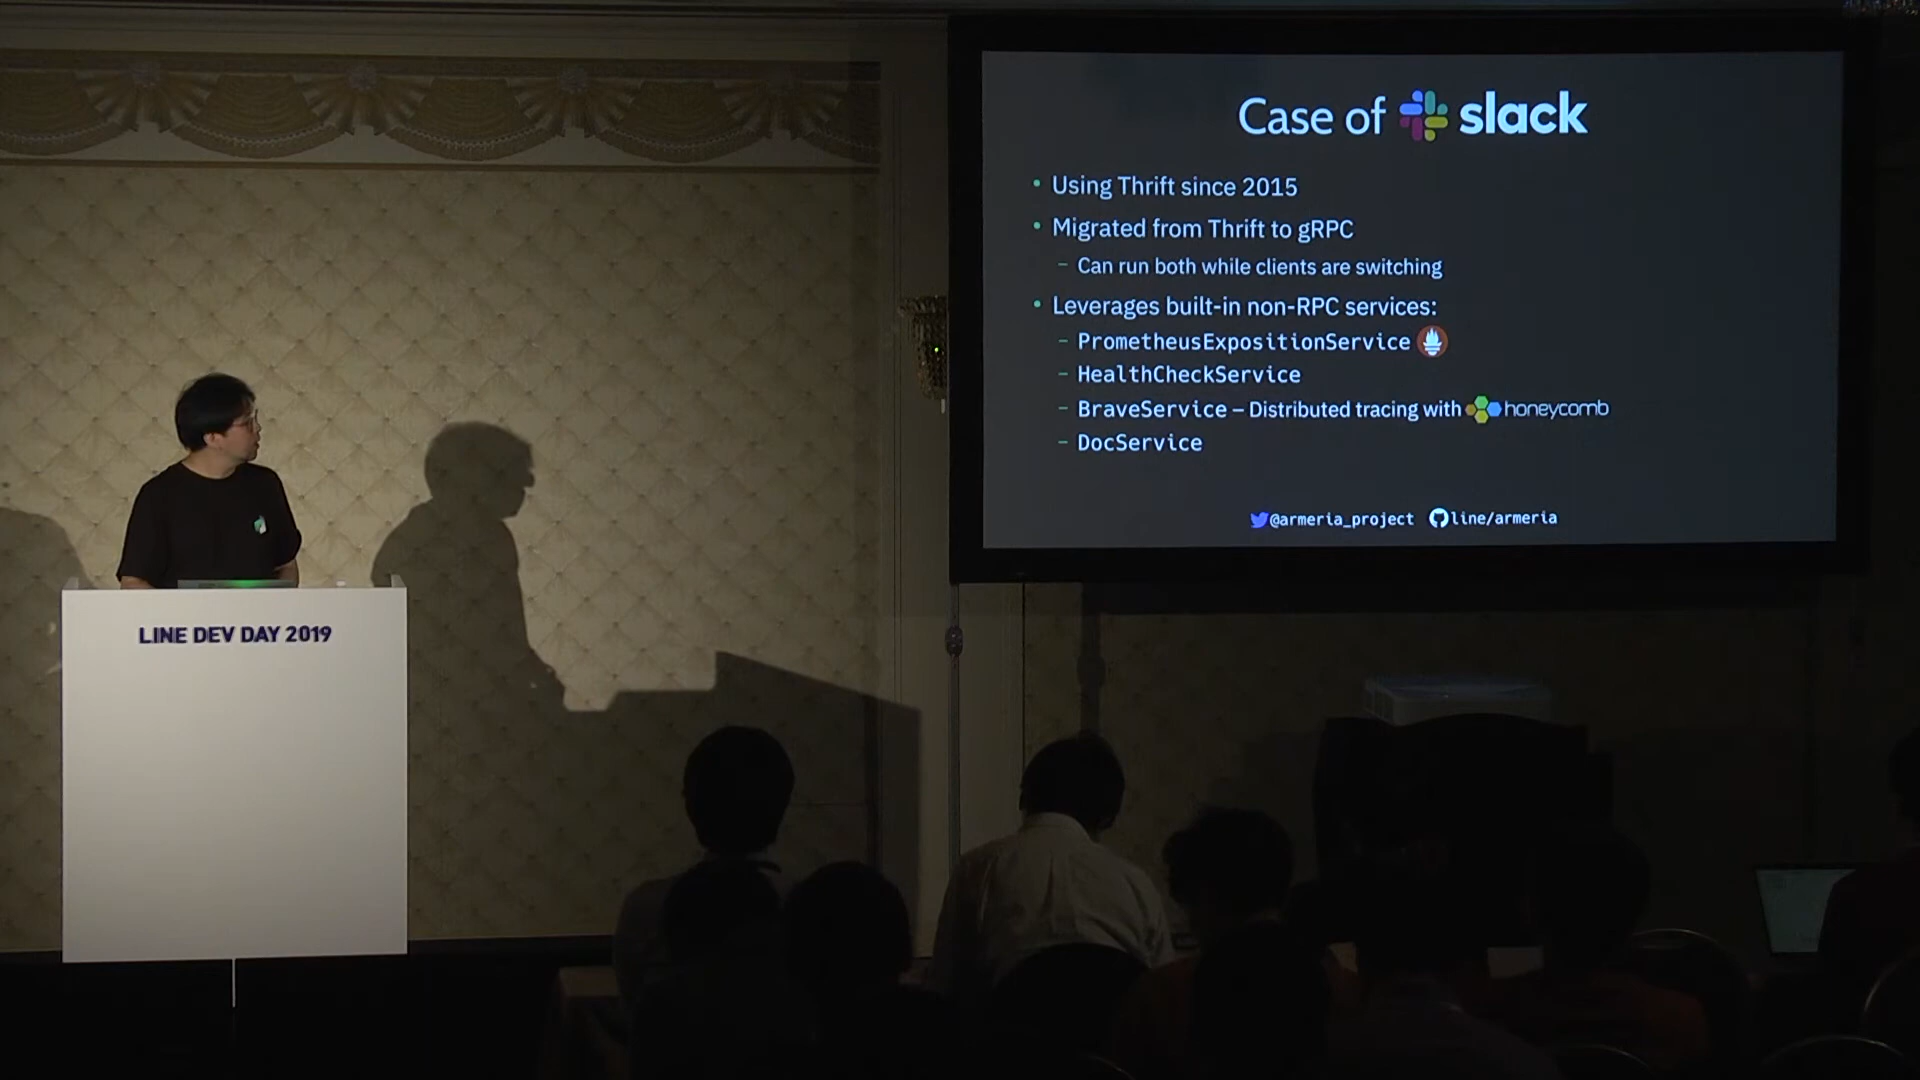 Case of slack
• Using Thrift since 2015
• Migrated from Thrift to gRPC
– Can run both while clients are switching
• Leverages built-in non-RPC services:
– PrometheusExpositionService
– HealthCheckService
– BraveService – Distributed tracing with honeycomb
– DocService
@armeria_project line/armeria
LINE DEV DAY 2019